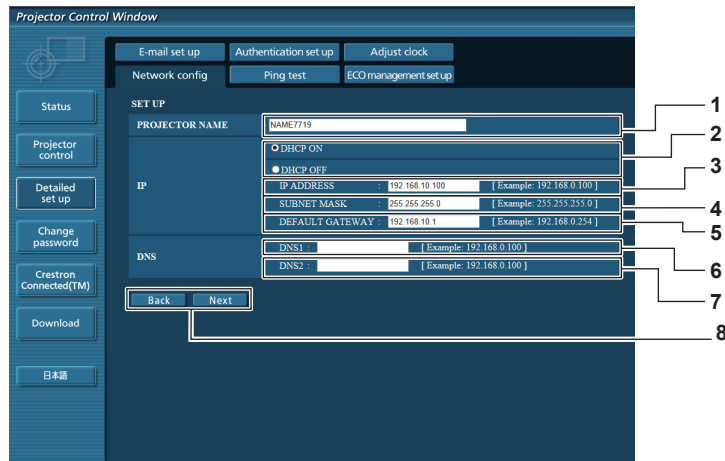 Projector Control Window
E-mail set up
Authentication set up
Adjust clock
Network config
Ping test
ECO management set up
Status
Projector
control
Detailed
set up
Change
password
Crestron
Connected(TM)
Download
日本語
SET UP
PROJECTOR NAME
NAME7719
IP
DHCP ON
DHCP OFF
IP ADDRESS : 192.168.10.100 [ Example: 192.168.0.100 ]
SUBNET MASK : 255.255.255.0 [ Example: 255.255.255.0 ]
DEFAULT GATEWAY : 192.168.10.1 [ Example: 192.168.0.254 ]
DNS
DNS1 : [ Example: 192.168.0.100 ]
DNS2 : [ Example: 192.168.0.100 ]
Back
Next
1
2
3
4
5
6
7
8